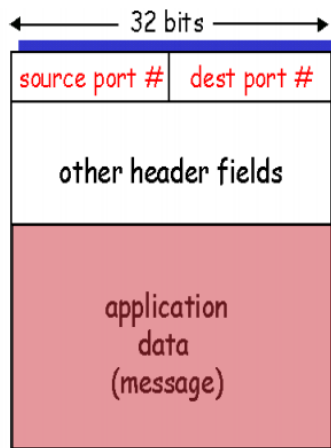 32 bits
source port # dest port #
other header fields
application
data
(message)